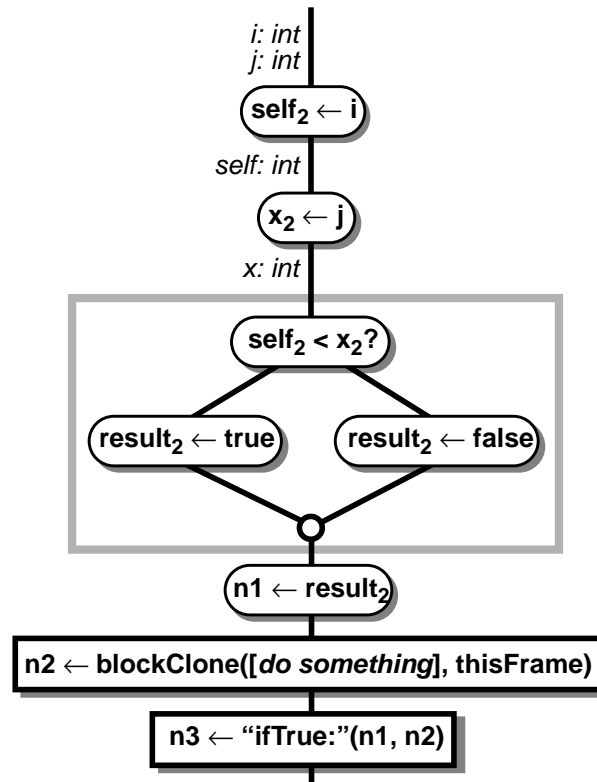 i: int
j: int
self₂ ← i
self: int
x₂ ← j
x: int
self₂ < x₂?
result₂ ← true
result₂ ← false
n1 ← result₂
n2 ← blockClone([do something], thisFrame)
n3 ← “ifTrue:”(n1, n2)